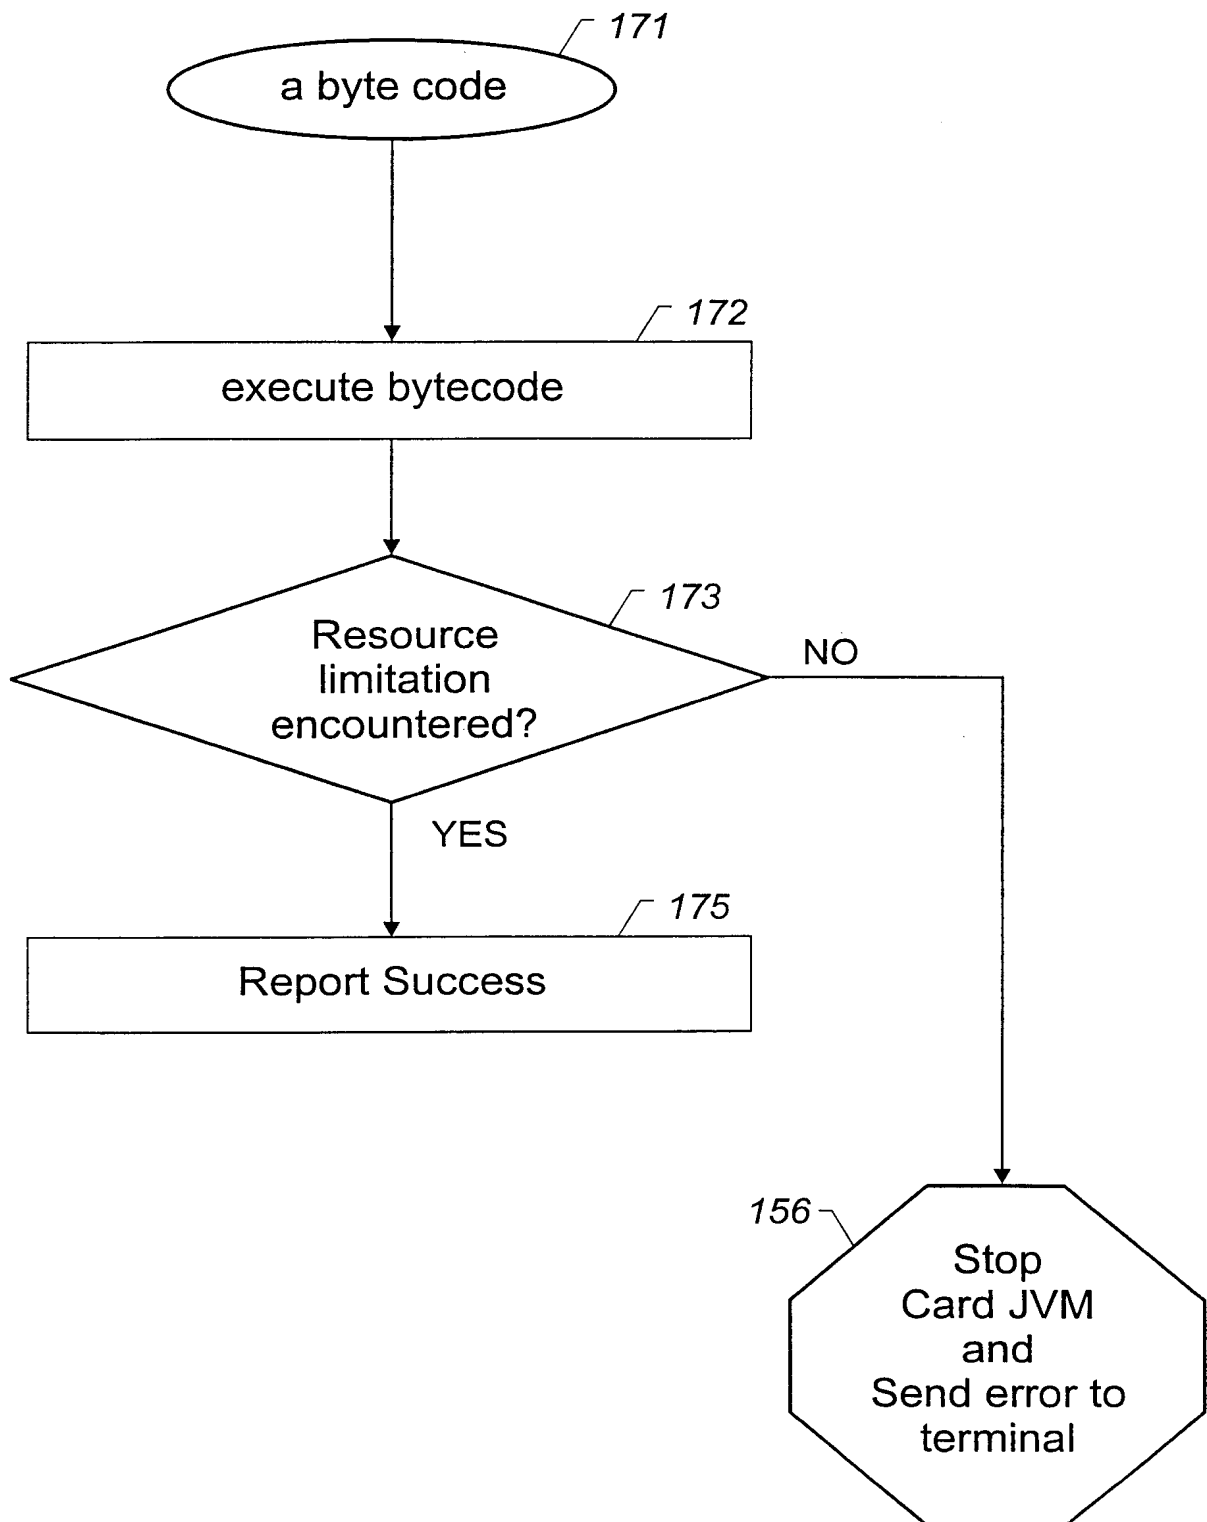 171
a byte code
172
execute bytecode
173
Resource
limitation
encountered?
NO
YES
175
Report Success
156
Stop
Card JVM
and
Send error to
terminal